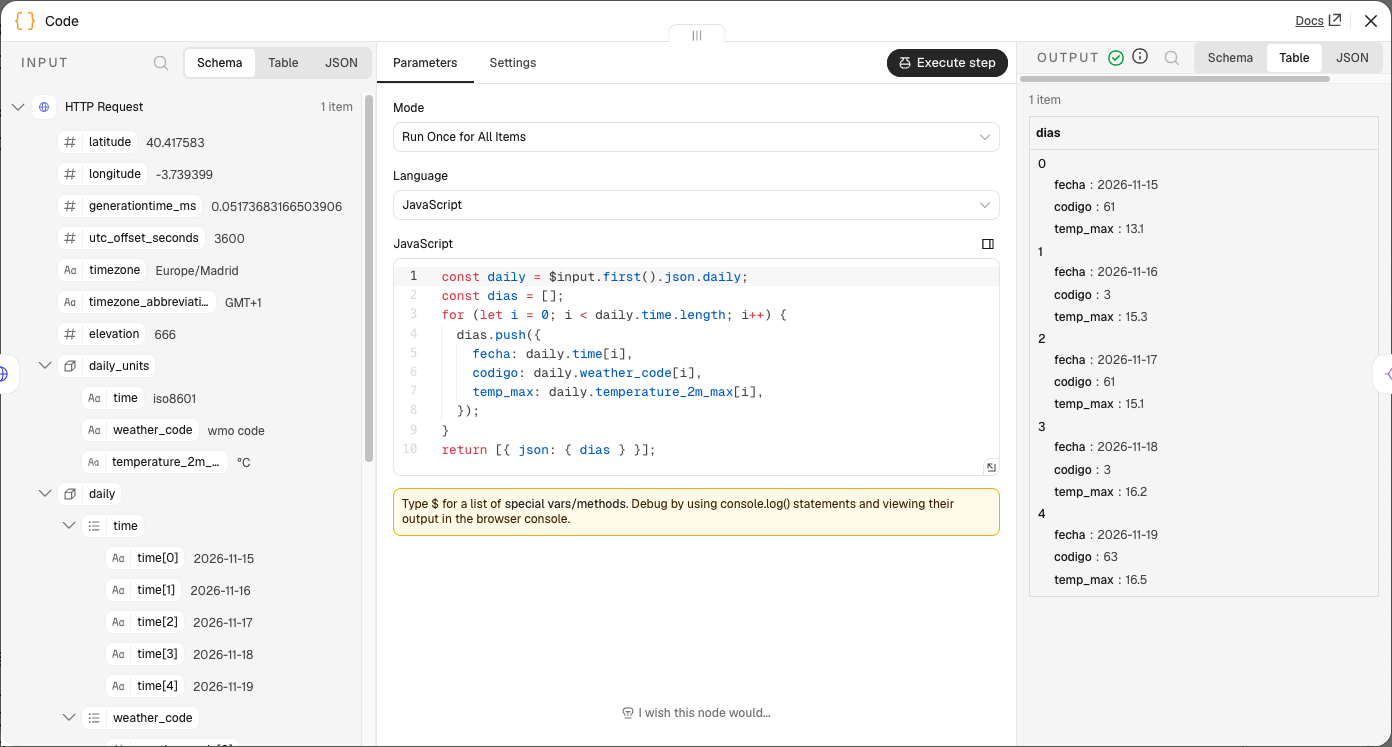 Code
Docs
INPUT
Schema
Table
JSON
HTTP Request
1 item
# latitude 40.417583
# longitude -3.739399
# generationtime_ms 0.05173683166503906
# utc_offset_seconds 3600
Aa timezone Europe/Madrid
Aa timezone_abbreviati... GMT+1
# elevation 666
daily_units
Aa time iso8601
Aa weather_code wmo code
Aa temperature_2m_... °C
daily
time
Aa time[0] 2026-11-15
Aa time[1] 2026-11-16
Aa time[2] 2026-11-17
Aa time[3] 2026-11-18
Aa time[4] 2026-11-19
weather_code
Parameters
Settings
Execute step
Mode
Run Once for All Items
Language
JavaScript
JavaScript
1 const daily = $input.first().json.daily;
2 const dias = [];
3 for (let i = 0; i < daily.time.length; i++) {
4 dias.push({
5 fecha: daily.time[i],
6 codigo: daily.weather_code[i],
7 temp_max: daily.temperature_2m_max[i],
8 });
9 }
10 return [{ json: { dias } }];
Type $ for a list of special vars/methods. Debug by using console.log() statements and viewing their
output in the browser console.
I wish this node would...
OUTPUT
Schema
Table
JSON
1 item
dias
0
fecha : 2026-11-15
codigo : 61
temp_max : 13.1
1
fecha : 2026-11-16
codigo : 3
temp_max : 15.3
2
fecha : 2026-11-17
codigo : 61
temp_max : 15.1
3
fecha : 2026-11-18
codigo : 3
temp_max : 16.2
4
fecha : 2026-11-19
codigo : 63
temp_max : 16.5